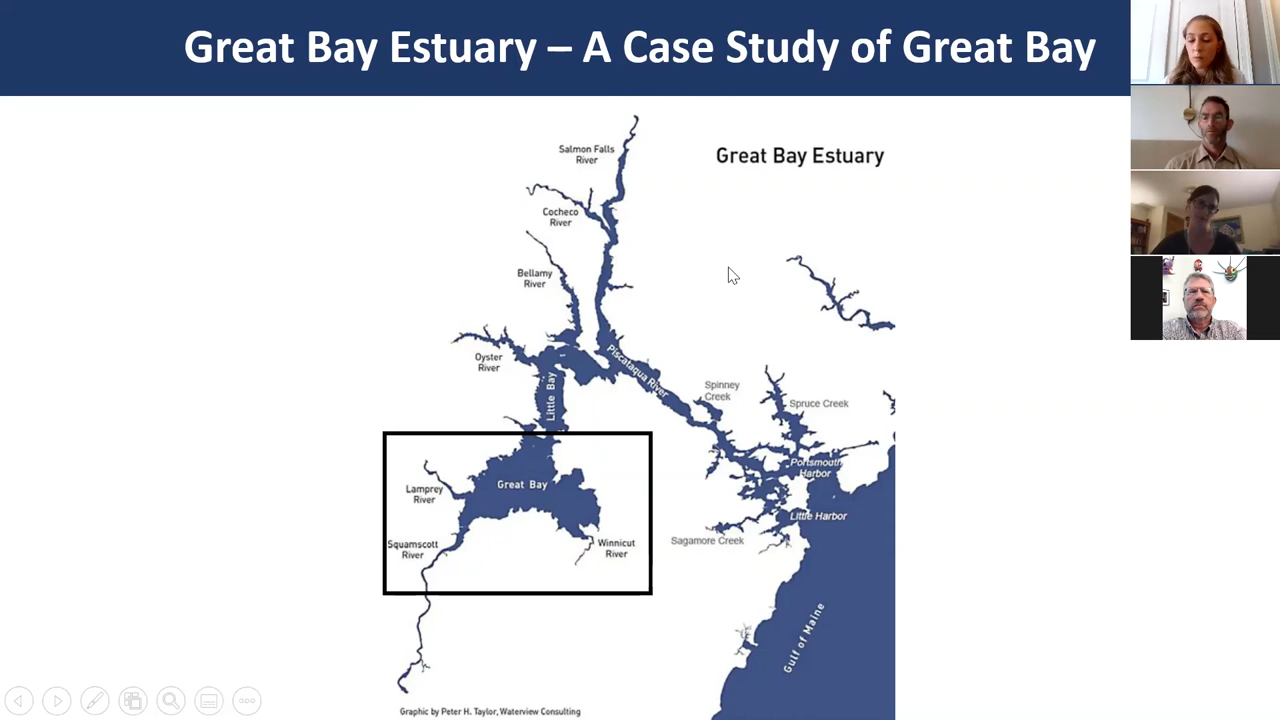 Great Bay Estuary – A Case Study of Great Bay
Great Bay Estuary
Salmon Falls
River
Cocheco
River
Bellamy
River
Oyster
River
Little Bay
Piscataqua River
Spinney
Creek
Spruce Creek
Portsmouth
Harbor
Little Harbor
Sagamore Creek
Great Bay
Lamprey
River
Squamscott
River
Winnicut
River
Gulf of Maine
Graphic by Peter H. Taylor, Waterview Consulting